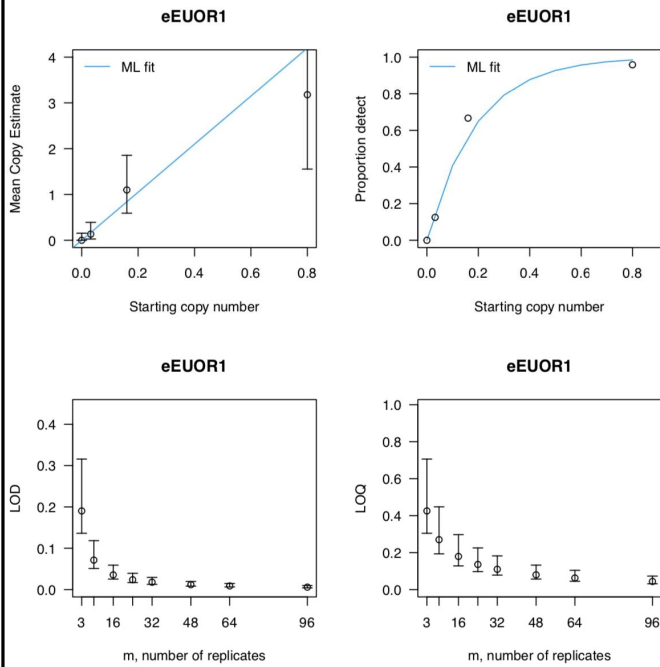 eEUOR1
4
3
2
1
0
Mean Copy Estimate
ML fit
0.0 0.2 0.4 0.6 0.8
Starting copy number
eEUOR1
1.0
0.8
0.6
0.4
0.2
0.0
Proportion detect
ML fit
0.0 0.2 0.4 0.6 0.8
Starting copy number
eEUOR1
0.4
0.3
0.2
0.1
0.0
LOD
3 16 32 48 64 96
m, number of replicates
eEUOR1
1.0
0.8
0.6
0.4
0.2
0.0
LOQ
3 16 32 48 64 96
m, number of replicates